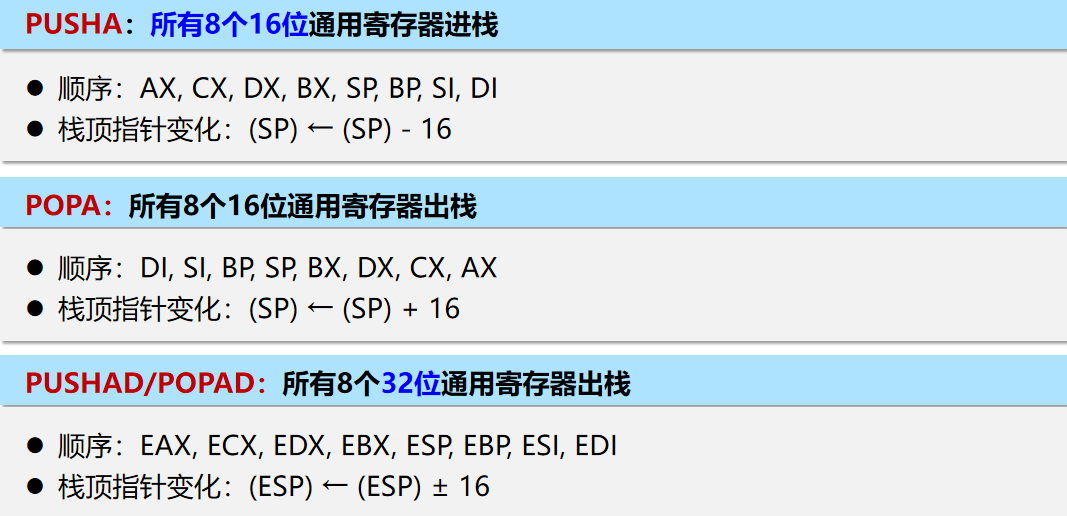 PUSHA：所有8个16位通用寄存器进栈
● 顺序：AX, CX, DX, BX, SP, BP, SI, DI
● 栈顶指针变化：(SP) ← (SP) - 16
POPA：所有8个16位通用寄存器出栈
● 顺序：DI, SI, BP, SP, BX, DX, CX, AX
● 栈顶指针变化：(SP) ← (SP) + 16
PUSHAD/POPAD：所有8个32位通用寄存器出栈
● 顺序：EAX, ECX, EDX, EBX, ESP, EBP, ESI, EDI
● 栈顶指针变化：(ESP) ← (ESP) ± 16